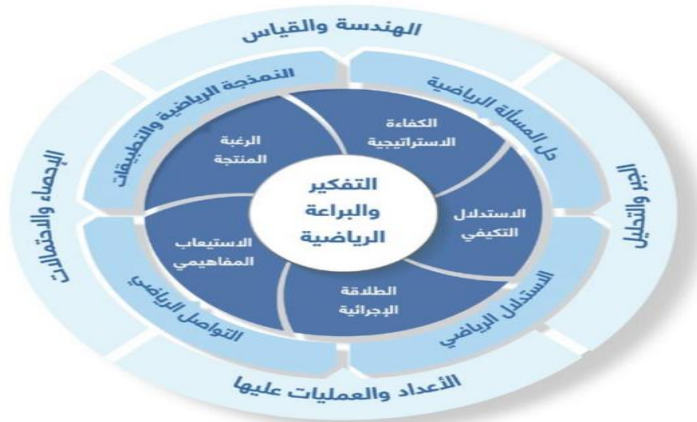 الهندسة والقياس
النمذجة الرياضية والتطبيقات
حل المسألة الرياضية
الكفاءة
الاستراتيجية
الرغبة
المنتجة
الإحصاء والاحتمالات
الجبر والتحليل
التفكير
والبراعة
الرياضية
الاستدلال
التكيفي
الاستيعاب
المفاهيمي
الطلاقة
الإجرائية
التواصل الرياضي
الاستدلال الرياضي
الأعداد والعمليات عليها